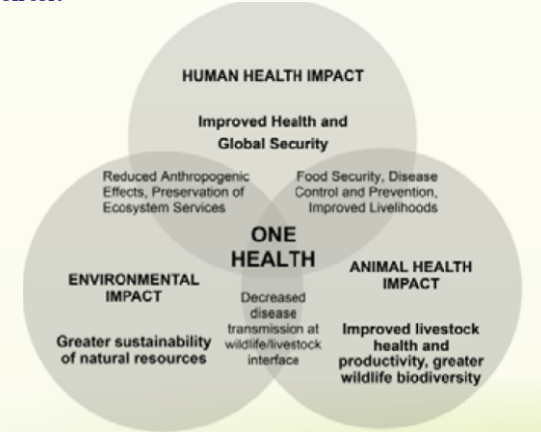 HUMAN HEALTH IMPACT
Improved Health and
Global Security
Reduced Anthropogenic
Effects, Preservation of
Ecosystem Services
Food Security, Disease
Control and Prevention,
Improved Livelihoods
ONE
HEALTH
ENVIRONMENTAL
IMPACT
Greater sustainability
of natural resources
Decreased
disease
transmission at
wildlife/livestock
interface
ANIMAL HEALTH
IMPACT
Improved livestock
health and
productivity, greater
wildlife biodiversity